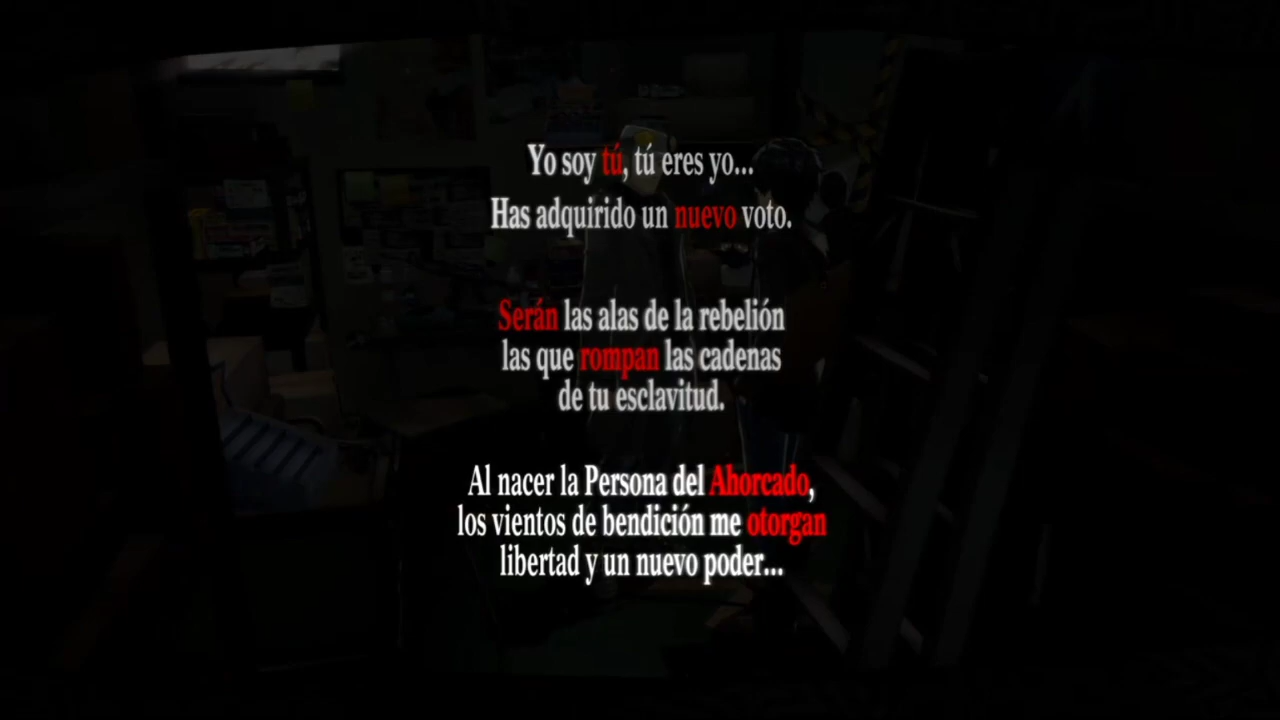 Yo soy tú, tú eres yo...
Has adquirido un nuevo voto.
Serán las alas de la rebelión
las que rompan las cadenas
de tu esclavitud.
Al nacer la Persona del Ahorcado,
los vientos de bendición me otorgan
libertad y un nuevo poder...